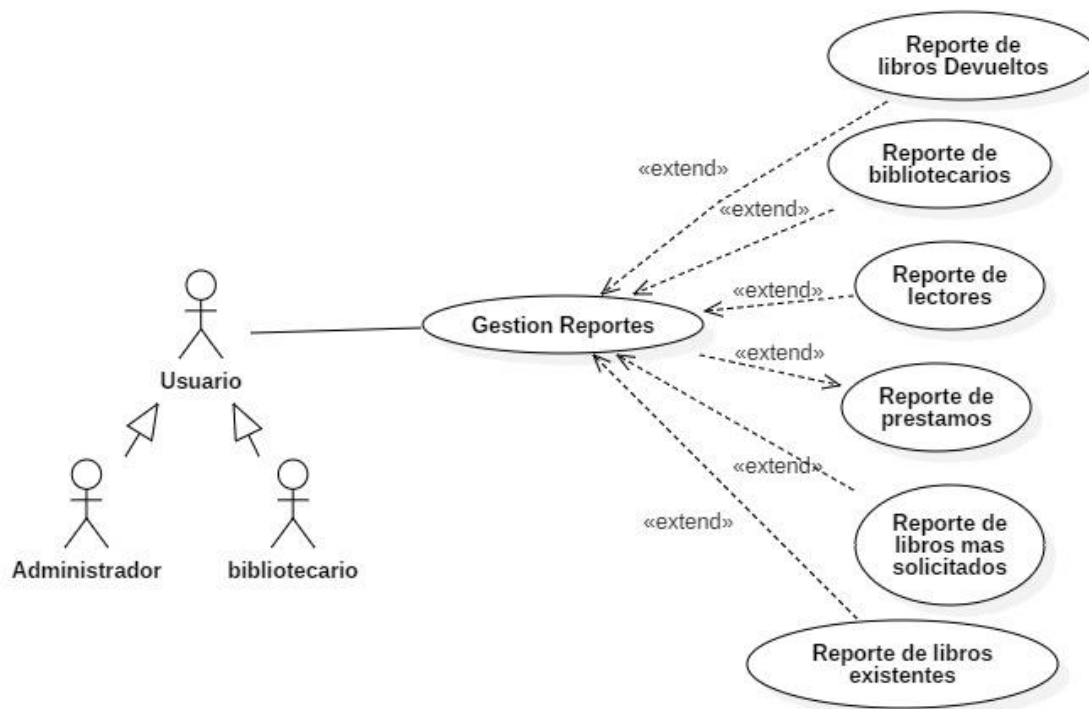 Reporte de
libros Devueltos
«extend»
Reporte de
bibliotecarios
«extend»
Reporte de
lectores
«extend»
Gestion Reportes
Usuario
«extend»
Reporte de
prestamos
«extend»
«extend»
Reporte de
libros mas
solicitados
Administrador
bibliotecario
Reporte de libros
existentes